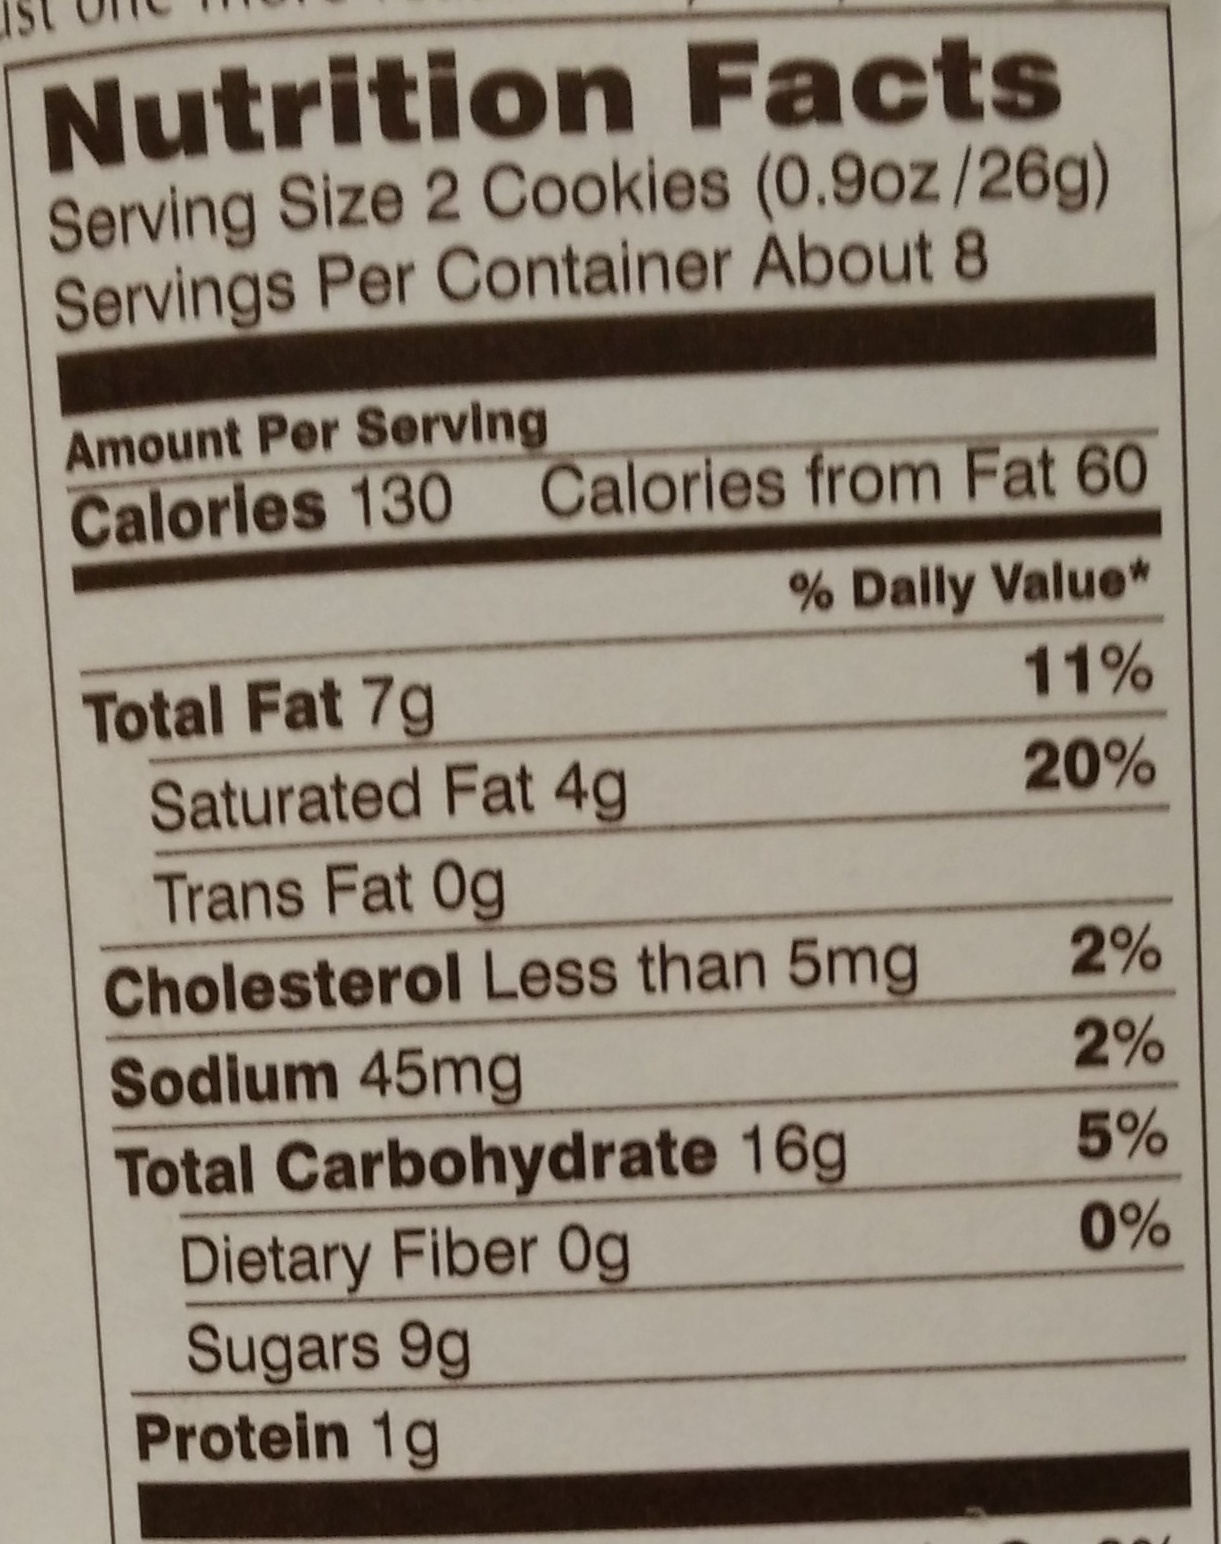 one more
Nutrition Facts
Serving Size 2 Cookies (0.9oz/26g)
Servings Per Container About 8
Amount Per Serving
Calories 130 Calories from Fat 60
% Daily Value*
Total Fat 7g 11%
Saturated Fat 4g 20%
Trans Fat 0g
Cholesterol Less than 5mg 2%
Sodium 45mg 2%
Total Carbohydrate 16g 5%
Dietary Fiber 0g 0%
Sugars 9g
Protein 1g